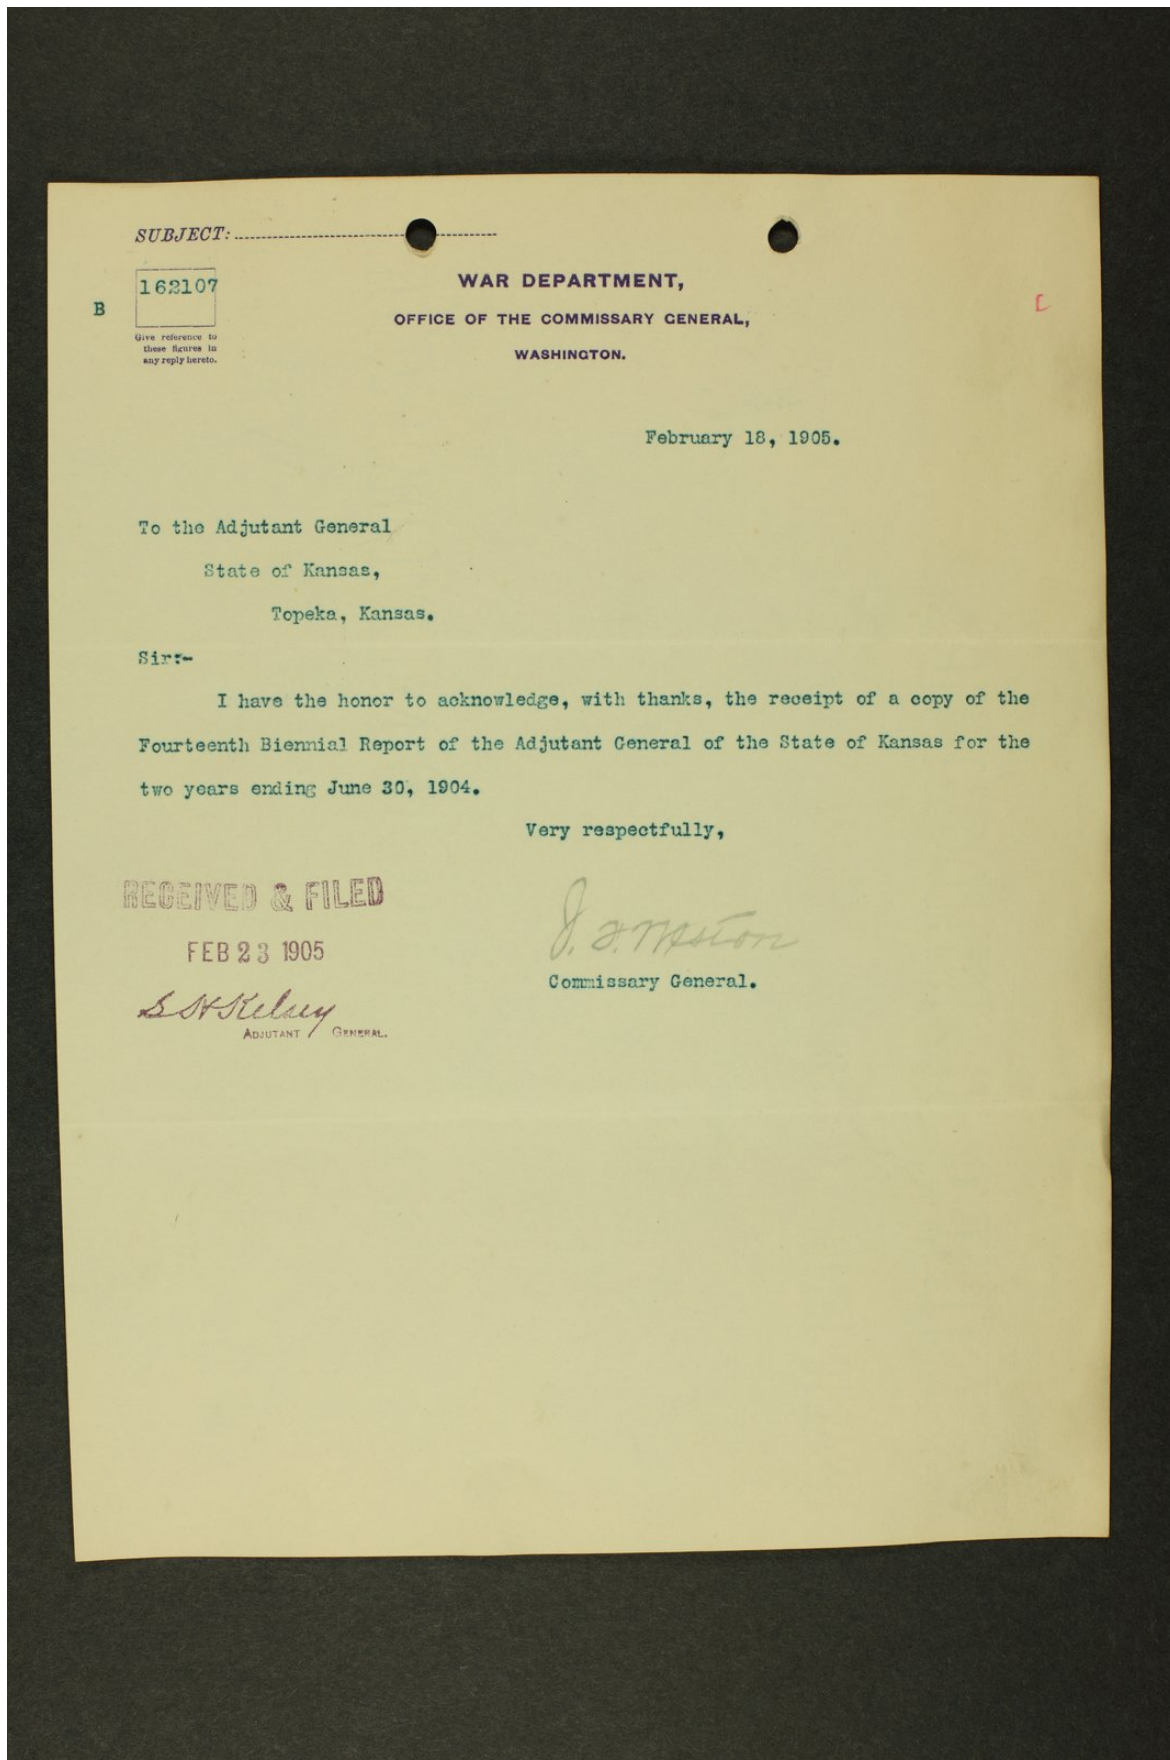 SUBJECT:
162107
B
Give reference to
these figures in
any reply hereto.
WAR DEPARTMENT,
OFFICE OF THE COMMISSARY GENERAL,
WASHINGTON.
February 18, 1905.
To the Adjutant General
State of Kansas,
Topeka, Kansas.
Sir:-
I have the honor to acknowledge, with thanks, the receipt of a copy of the
Fourteenth Biennial Report of the Adjutant General of the State of Kansas for the
two years ending June 30, 1904.
Very respectfully,
J. F. Weston
Commissary General.
RECEIVED & FILED
FEB 23 1905
S H Kelsey
ADJUTANT GENERAL.